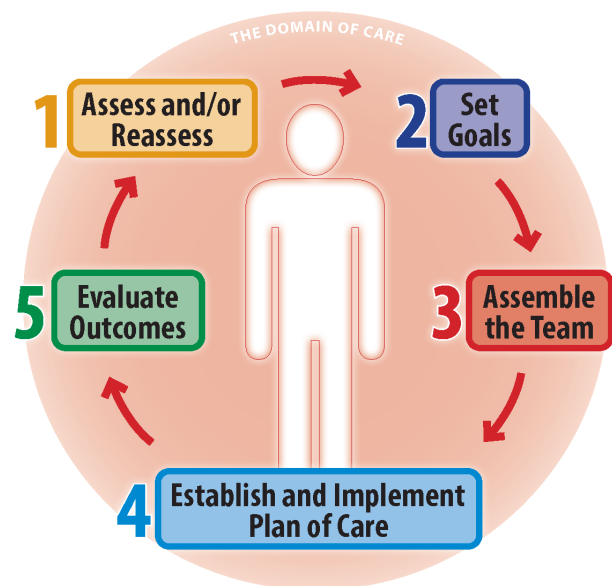 THE DOMAIN OF CARE
1
Assess and/or
Reassess
2
Set
Goals
3
Assemble
the Team
4
Establish and Implement
Plan of Care
5
Evaluate
Outcomes